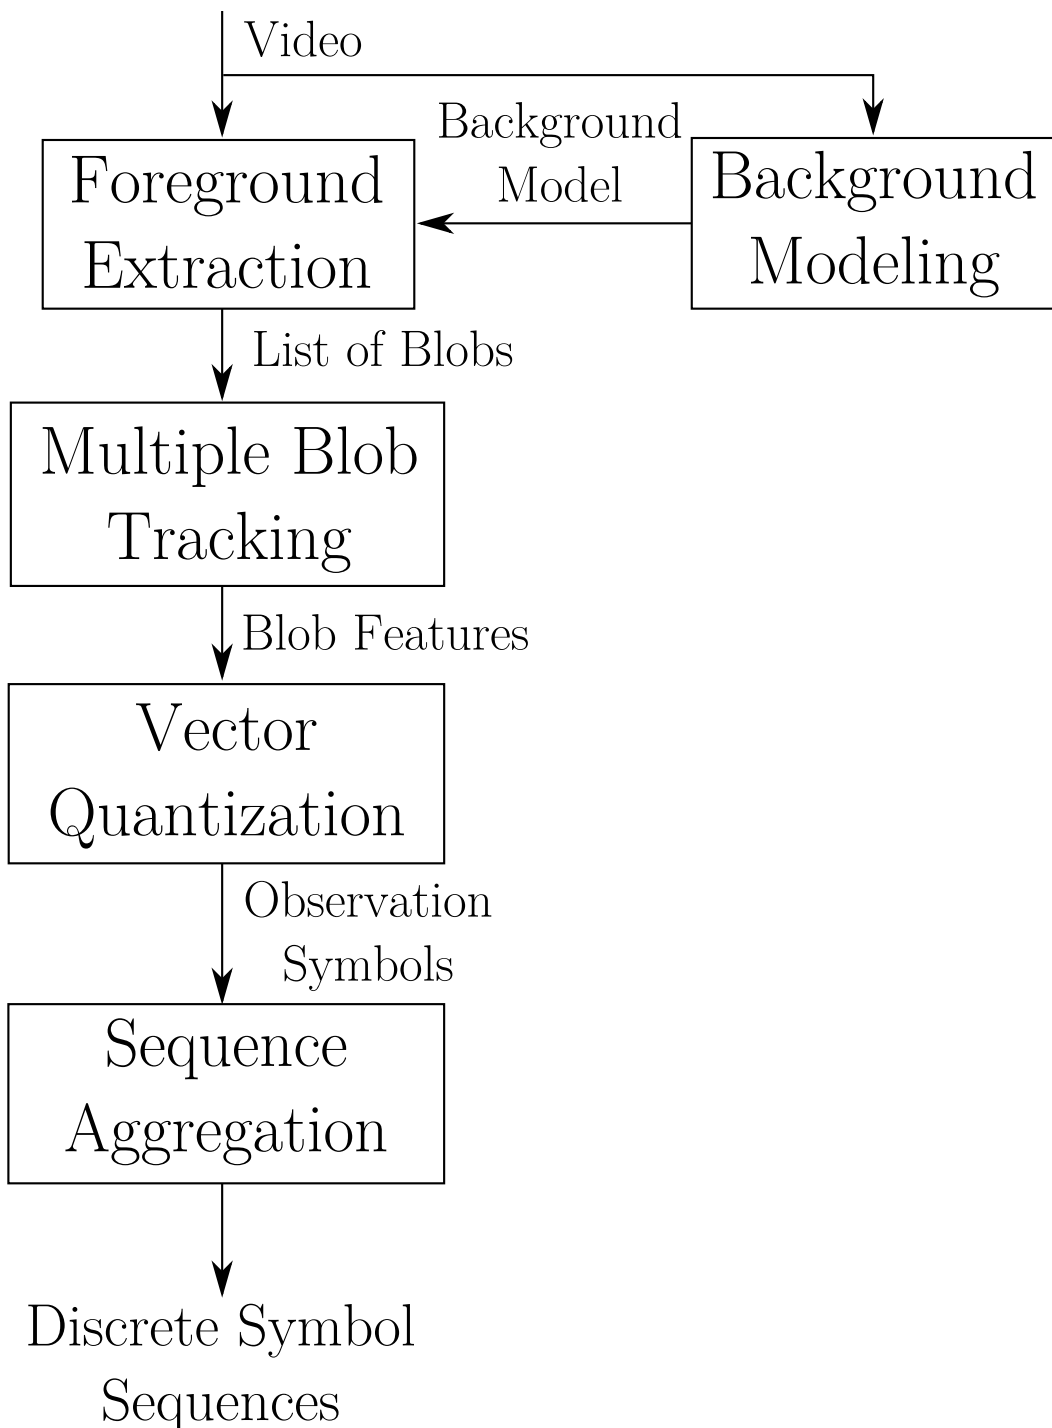 Video
Background
Model
Foreground
Extraction
Background
Modeling
List of Blobs
Multiple Blob
Tracking
Blob Features
Vector
Quantization
Observation
Symbols
Sequence
Aggregation
Discrete Symbol
Sequences